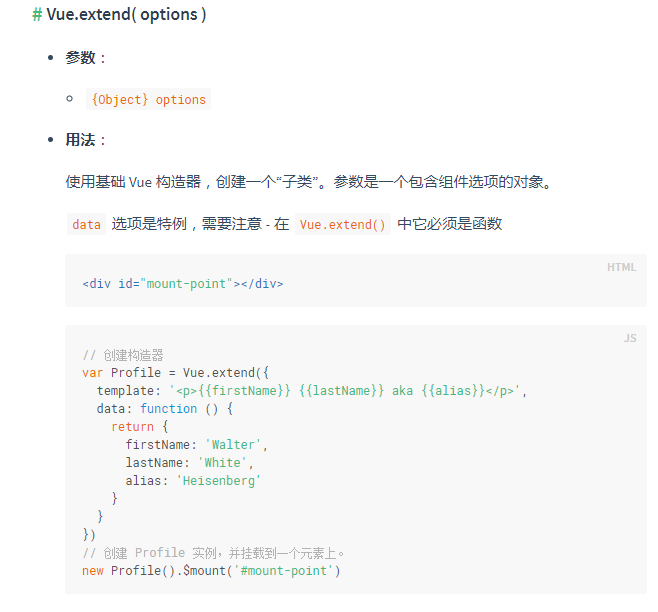 # Vue.extend( options )
参数：
{Object} options
用法：
使用基础 Vue 构造器，创建一个“子类”。参数是一个包含组件选项的对象。
data 选项是特例，需要注意 - 在 Vue.extend() 中它必须是函数
HTML
<div id="mount-point"></div>
JS
// 创建构造器
var Profile = Vue.extend({
  template: '<p>{{firstName}} {{lastName}} aka {{alias}}</p>',
  data: function () {
    return {
      firstName: 'Walter',
      lastName: 'White',
      alias: 'Heisenberg'
    }
  }
})
// 创建 Profile 实例，并挂载到一个元素上。
new Profile().$mount('#mount-point')